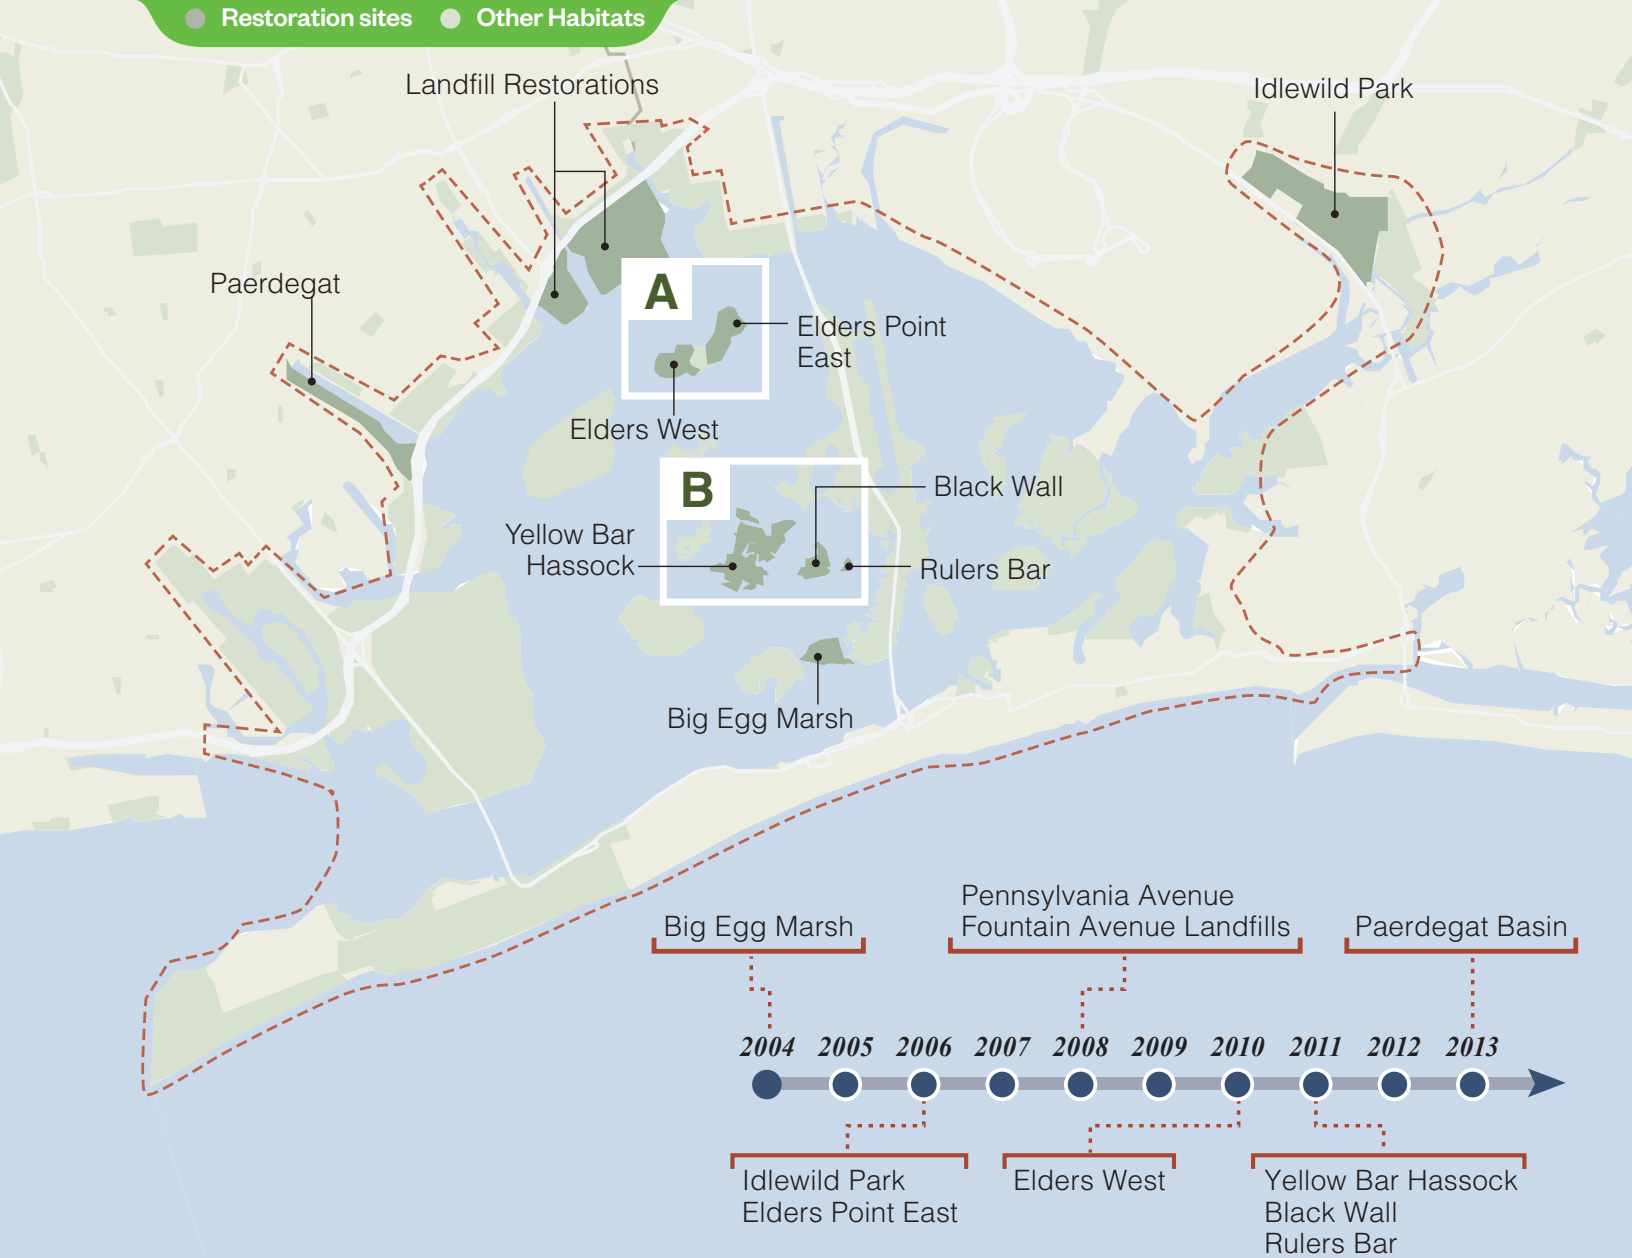 Restoration sites Other Habitats
Landfill Restorations
Idlewild Park
Paerdegat
A
Elders Point
East
Elders West
B
Black Wall
Yellow Bar
Hassock
Rulers Bar
Big Egg Marsh
Pennsylvania Avenue
Big Egg Marsh
Fountain Avenue Landfills
Paerdegat Basin
2004 2005 2006 2007 2008 2009 2010 2011 2012 2013
Idlewild Park
Elders Point East
Elders West
Yellow Bar Hassock
Black Wall
Rulers Bar